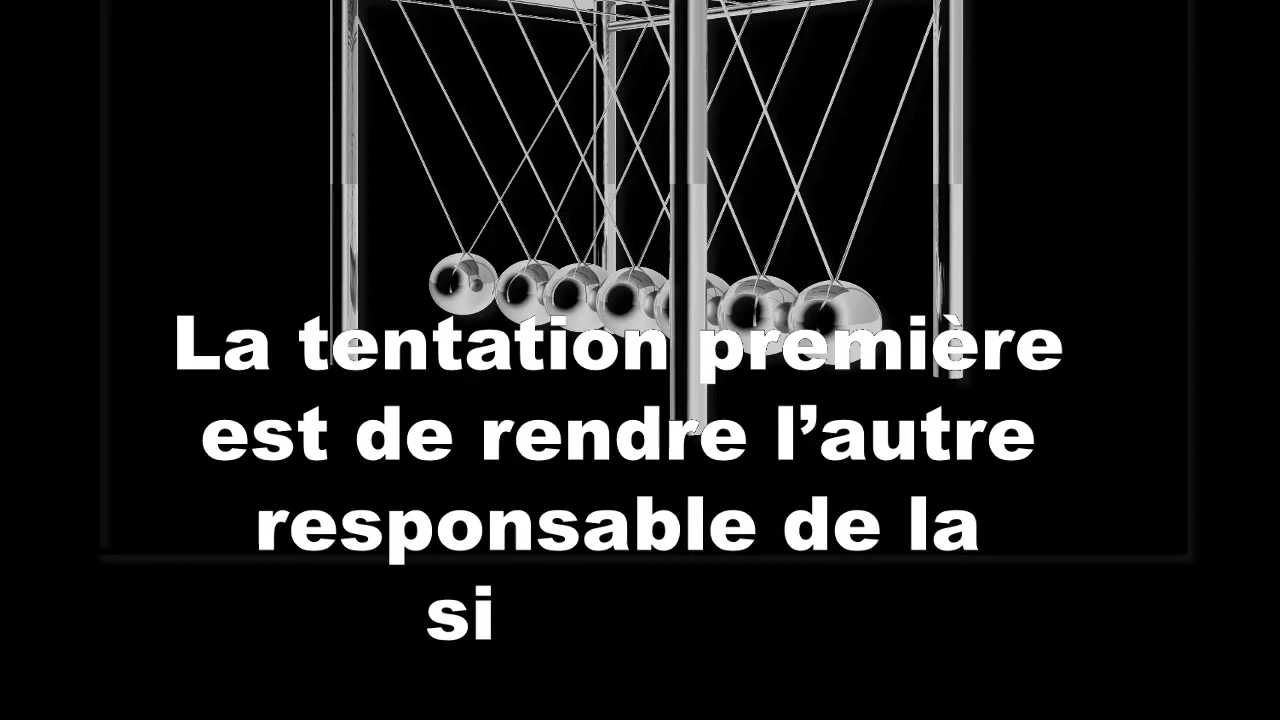 La tentation première
est de rendre l’autre
responsable de la
si